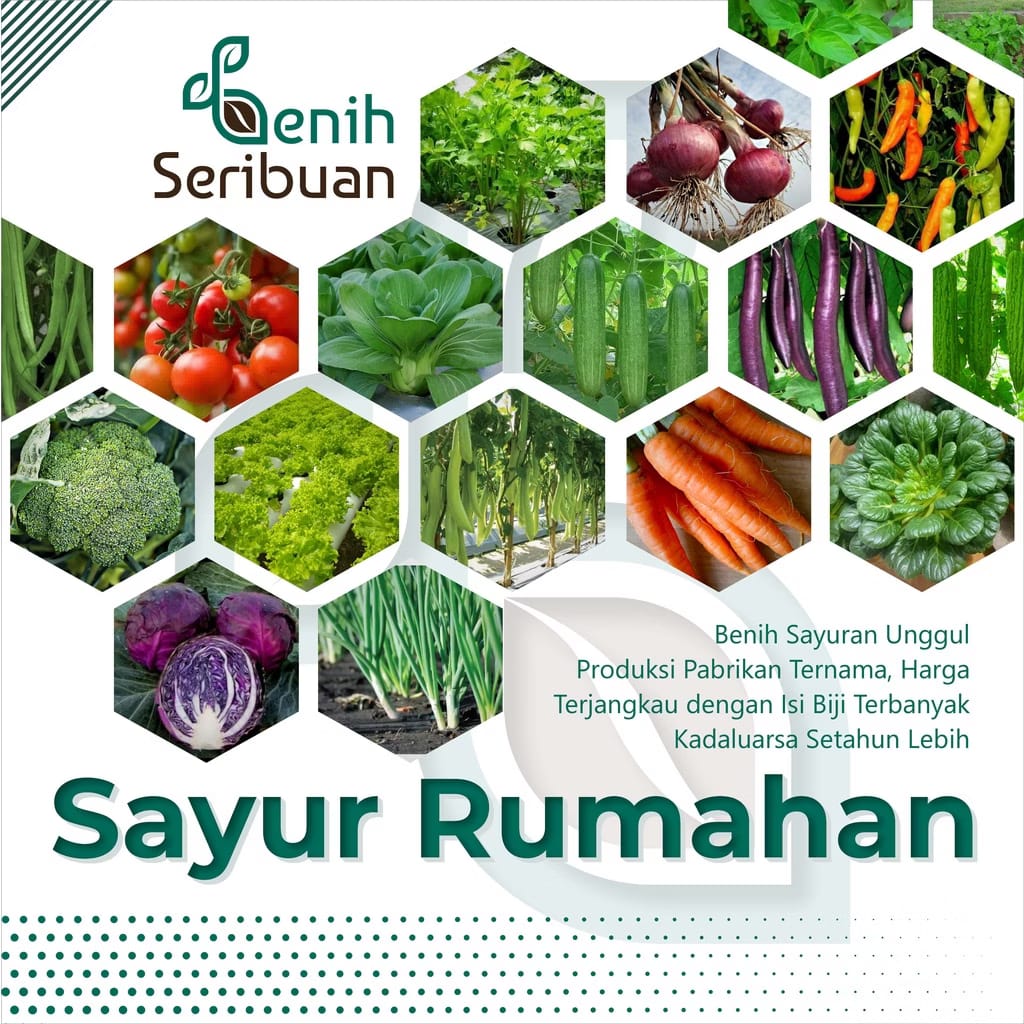 Benih
Seribuan
Benih Sayuran Unggul
Produksi Pabrikan Ternama, Harga
Terjangkau dengan Isi Biji Terbanyak
Kadaluarsa Setahun Lebih
Sayur Rumahan